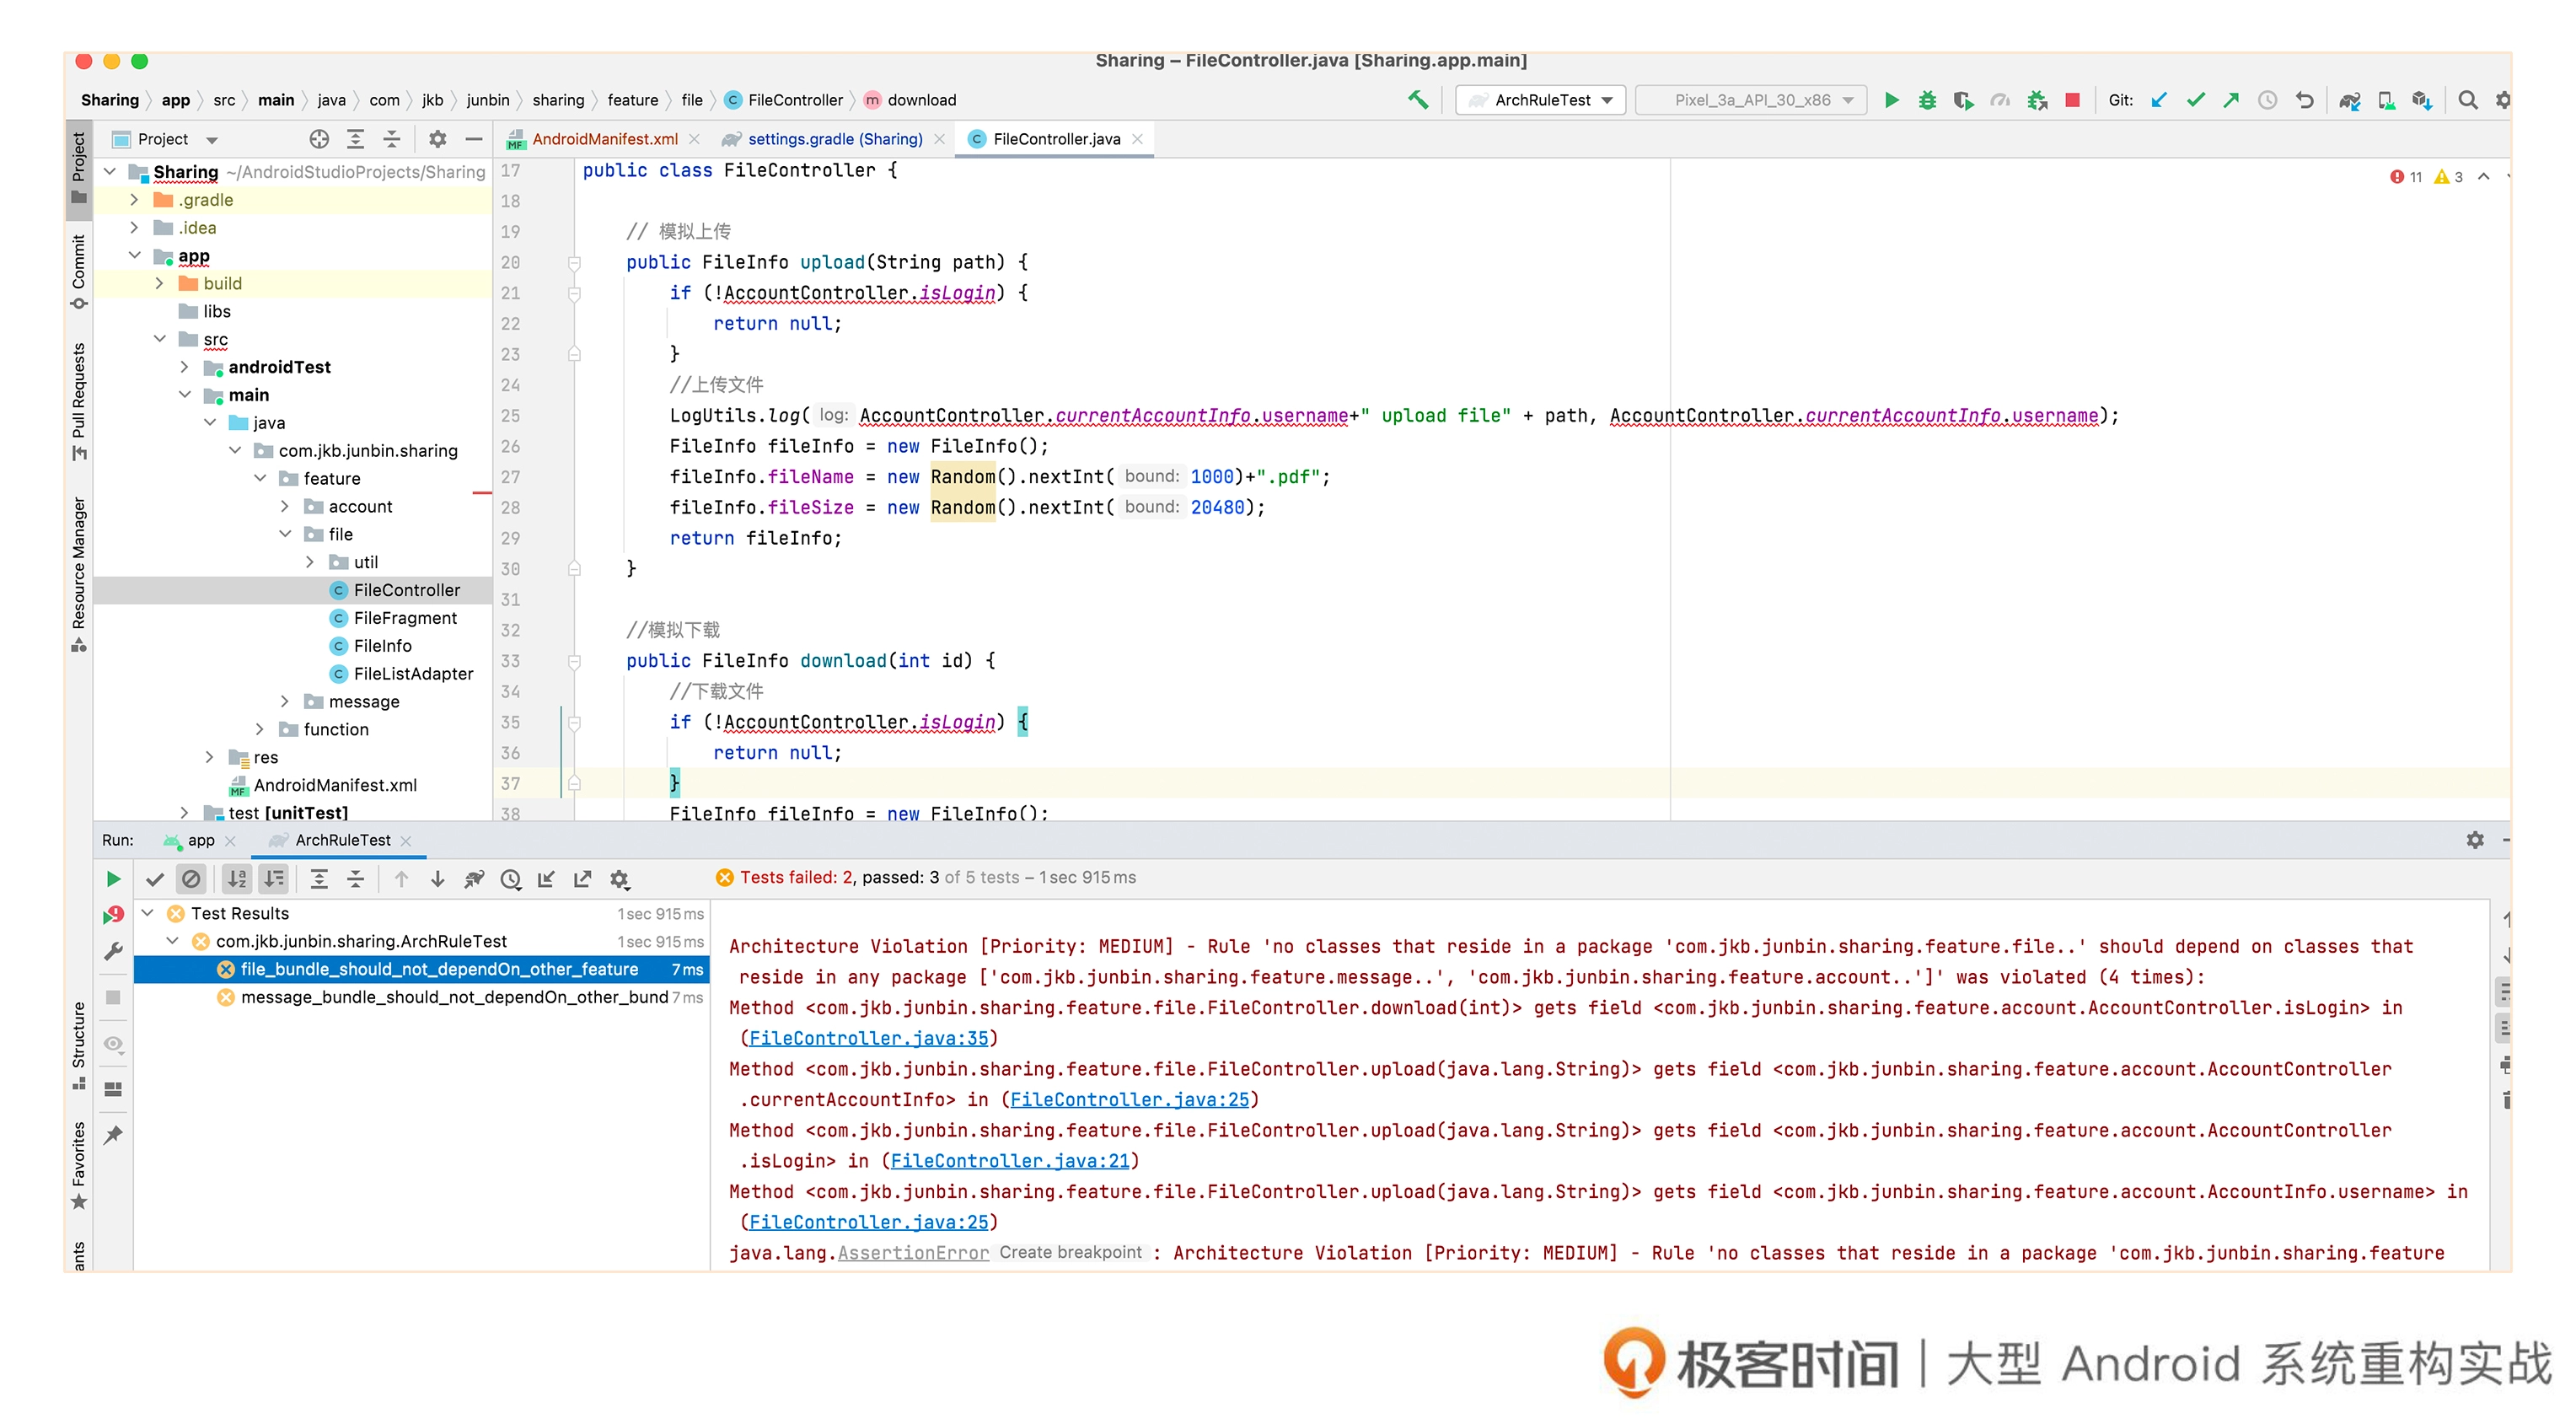 Sharing – FileController.java [Sharing.app.main]
Sharing 〉 app 〉 src 〉 main 〉 java 〉 com 〉 jkb 〉 junbin 〉 sharing 〉 feature 〉 file 〉 C FileController 〉 m download
ArchRuleTest
Pixel_3a_API_30_x86
Git:
Project
AndroidManifest.xml
settings.gradle (Sharing)
FileController.java
Project
Commit
Pull Requests
Resource Manager
Structure
Favorites
ants
Sharing ~/AndroidStudioProjects/Sharing
.gradle
.idea
app
build
libs
src
androidTest
main
java
com.jkb.junbin.sharing
feature
account
file
util
FileController
FileFragment
FileInfo
FileListAdapter
message
function
res
AndroidManifest.xml
test [unitTest]
11 3
17 public class FileController {
18
19 // 模拟上传
20 public FileInfo upload(String path) {
21 if (!AccountController.isLogin) {
22 return null;
23 }
24 //上传文件
25 LogUtils.log( log: AccountController.currentAccountInfo.username+" upload file" + path, AccountController.currentAccountInfo.username);
26 FileInfo fileInfo = new FileInfo();
27 fileInfo.fileName = new Random().nextInt( bound: 1000)+".pdf";
28 fileInfo.fileSize = new Random().nextInt( bound: 20480);
29 return fileInfo;
30 }
31
32 //模拟下载
33 public FileInfo download(int id) {
34 //下载文件
35 if (!AccountController.isLogin) {
36 return null;
37 }
38 FileInfo fileInfo = new FileInfo();
Run: app ArchRuleTest
Tests failed: 2, passed: 3 of 5 tests – 1 sec 915 ms
Test Results 1 sec 915 ms
com.jkb.junbin.sharing.ArchRuleTest 1 sec 915 ms
file_bundle_should_not_dependOn_other_feature 7 ms
message_bundle_should_not_dependOn_other_bund 7 ms
Architecture Violation [Priority: MEDIUM] - Rule 'no classes that reside in a package 'com.jkb.junbin.sharing.feature.file..' should depend on classes that
reside in any package ['com.jkb.junbin.sharing.feature.message..', 'com.jkb.junbin.sharing.feature.account..']' was violated (4 times):
Method <com.jkb.junbin.sharing.feature.file.FileController.download(int)> gets field <com.jkb.junbin.sharing.feature.account.AccountController.isLogin> in
(FileController.java:35)
Method <com.jkb.junbin.sharing.feature.file.FileController.upload(java.lang.String)> gets field <com.jkb.junbin.sharing.feature.account.AccountController
.currentAccountInfo> in (FileController.java:25)
Method <com.jkb.junbin.sharing.feature.file.FileController.upload(java.lang.String)> gets field <com.jkb.junbin.sharing.feature.account.AccountController
.isLogin> in (FileController.java:21)
Method <com.jkb.junbin.sharing.feature.file.FileController.upload(java.lang.String)> gets field <com.jkb.junbin.sharing.feature.account.AccountInfo.username> in
(FileController.java:25)
java.lang.AssertionError Create breakpoint : Architecture Violation [Priority: MEDIUM] - Rule 'no classes that reside in a package 'com.jkb.junbin.sharing.feature
极客时间 | 大型 Android 系统重构实战